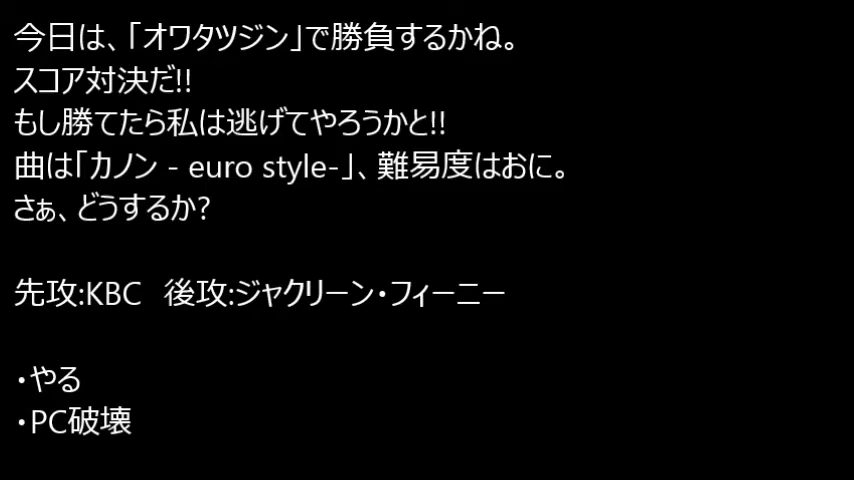 今日は、「オワタツジン」で勝負するかね。
スコア対決だ!!
もし勝てたら私は逃げてやろうかと!!
曲は「カノン - euro style-」、難易度はおに。
さぁ、どうするか?
先攻:KBC　後攻:ジャクリーン・フィーニー
・やる
・PC破壊